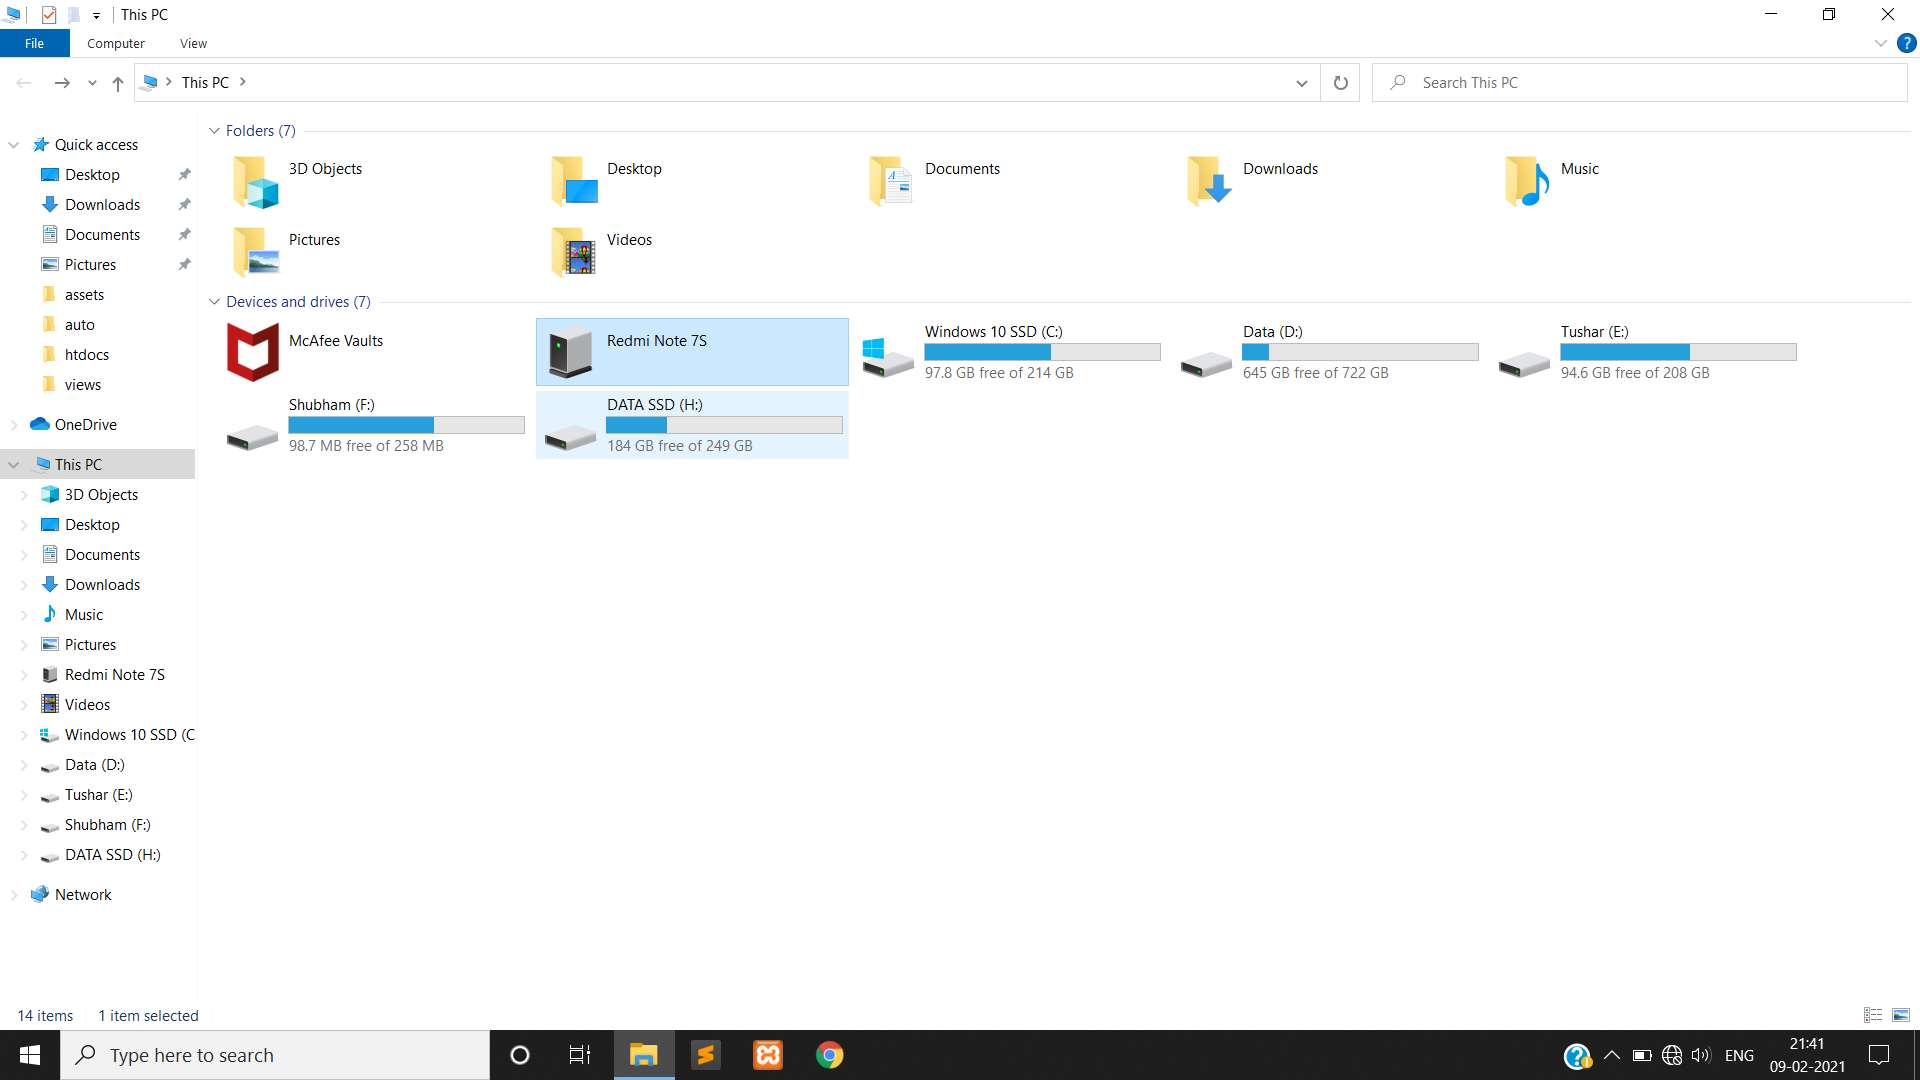 This PC
File Computer View
This PC
Search This PC
Quick access
Desktop
Downloads
Documents
Pictures
assets
auto
htdocs
views
OneDrive
This PC
3D Objects
Desktop
Documents
Downloads
Music
Pictures
Redmi Note 7S
Videos
Windows 10 SSD (C
Data (D:)
Tushar (E:)
Shubham (F:)
DATA SSD (H:)
Network
Folders (7)
3D Objects
Desktop
Documents
Downloads
Music
Pictures
Videos
Devices and drives (7)
McAfee Vaults
Redmi Note 7S
Windows 10 SSD (C:)
97.8 GB free of 214 GB
Data (D:)
645 GB free of 722 GB
Tushar (E:)
94.6 GB free of 208 GB
Shubham (F:)
98.7 MB free of 258 MB
DATA SSD (H:)
184 GB free of 249 GB
14 items 1 item selected
Type here to search
ENG
21:41
09-02-2021